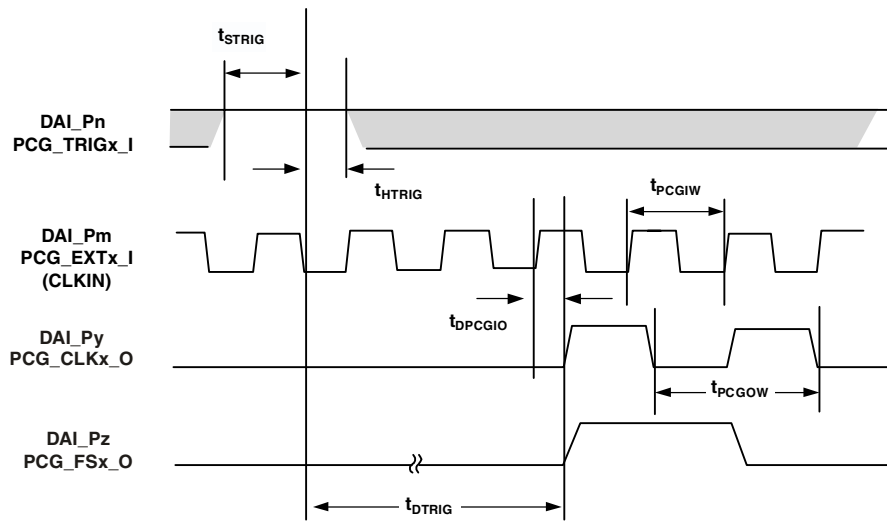 tSTRIG
DAI_Pn
PCG_TRIGx_I
tHTRIG
tPCGIW
DAI_Pm
PCG_EXTx_I
(CLKIN)
tDPCGIO
DAI_Py
PCG_CLKx_O
tPCGOW
DAI_Pz
PCG_FSx_O
tDTRIG